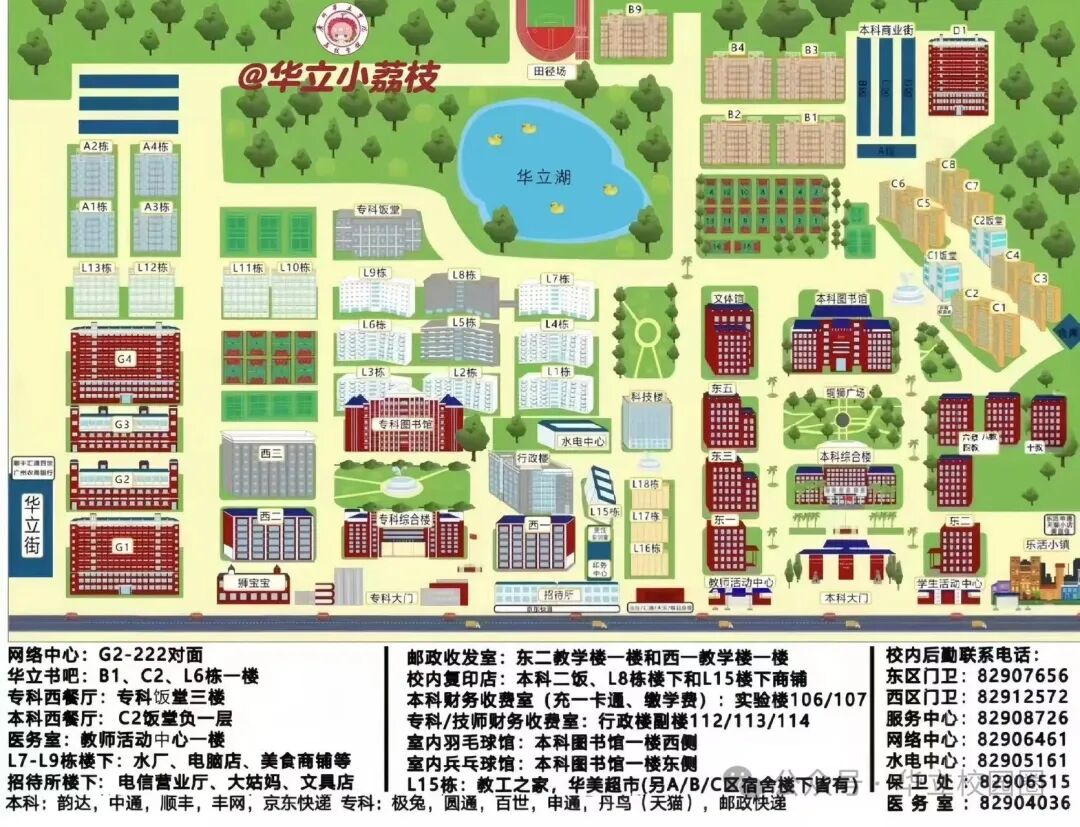 B9
田径场
@华立小荔枝
华立湖
B4
B3
B2
B1
本科商业街
D1
A2栋
A4栋
A1栋
A3栋
专科饭堂
C8
C6
C7
C5
C2饭堂
C1饭堂
C4
C3
C2
C1
L13栋
L12栋
L11栋
L10栋
L9栋
L8栋
L7栋
L6栋
L5栋
L4栋
L3栋
L2栋
L1栋
文体馆
本科图书馆
G4
G3
G2
G1
专科图书馆
水电中心
科技楼
东五
铜狮广场
十教
西三
行政楼
东三
本科综合楼
L18栋
L15栋
L17栋
L16栋
华立街
西二
专科综合楼
西一
东一
东二
乐活小镇
狮宝宝
专科大门
招待所
京东快递
教师活动中心
本科大门
学生活动中心
网络中心：G2-222对面
华立书吧：B1、C2、L6栋一楼
专科西餐厅：专科饭堂三楼
本科西餐厅：C2饭堂负一层
医务室：教师活动中心一楼
L7-L9栋楼下：水厂、电脑店、美食商铺等
招待所楼下：电信营业厅、大姑妈、文具店
本科：韵达，中通，顺丰，丰网，京东快递 专科：极兔，圆通，百世，申通，丹鸟（天猫），邮政快递
邮政收发室：东二教学楼一楼和西一教学楼一楼
校内复印店：本科二饭、L8栋楼下和L15楼下商铺
本科财务收费室（充一卡通、缴学费）：实验楼106/107
专科/技师财务收费室：行政楼副楼112/113/114
室内羽毛球馆：本科图书馆一楼西侧
室内兵乓球馆：本科图书馆一楼东侧
L15栋：教工之家，华美超市(另A/B/C区宿合楼下皆有)
校内后勤联系电话：
东区门卫：82907656
西区门卫：82912572
服务中心：82908726
网络中心：82906461
水电中心：82905161
保 卫 处：82906515
医 务 室：82904036
公众号 · 华立校园圈